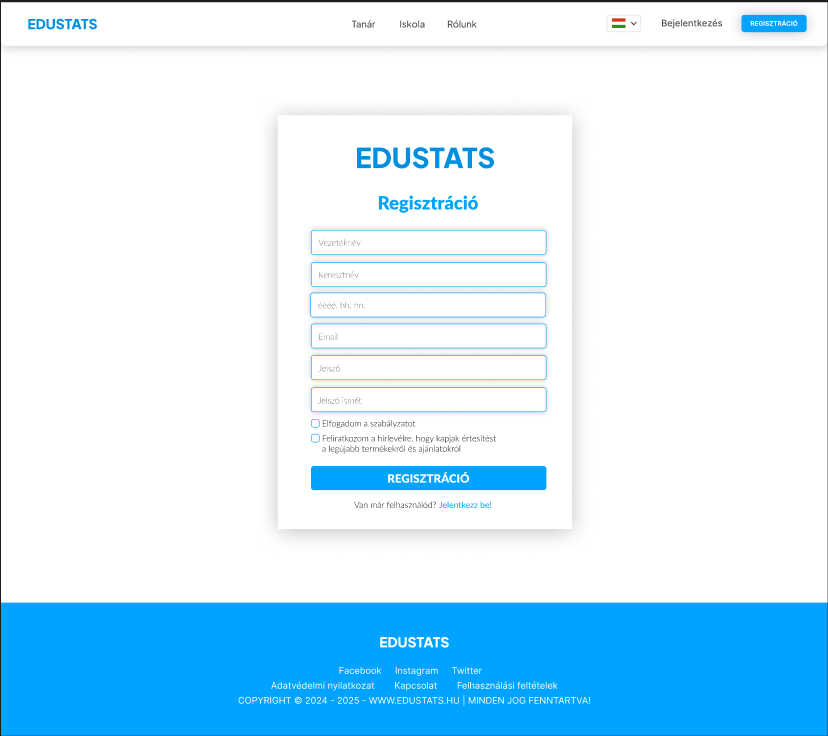 EDUSTATS
Tanár Iskola Rólunk
Bejelentkezés REGISZTRÁCIÓ
EDUSTATS
Regisztráció
Vezetéknév
Keresztnév
éééé. hh. nn.
Email
Jelszó
Jelszó ismét
Elfogadom a szabályzatot
Feliratkozom a hírlevélre, hogy kapjak értesítést
a legújabb termékekről és ajánlatokról
REGISZTRÁCIÓ
Van már felhasználód? Jelentkezz be!
EDUSTATS
Facebook Instagram Twitter
Adatvédelmi nyilatkozat Kapcsolat Felhasználási feltételek
COPYRIGHT © 2024 - 2025 - WWW.EDUSTATS.HU | MINDEN JOG FENNTARTVA!